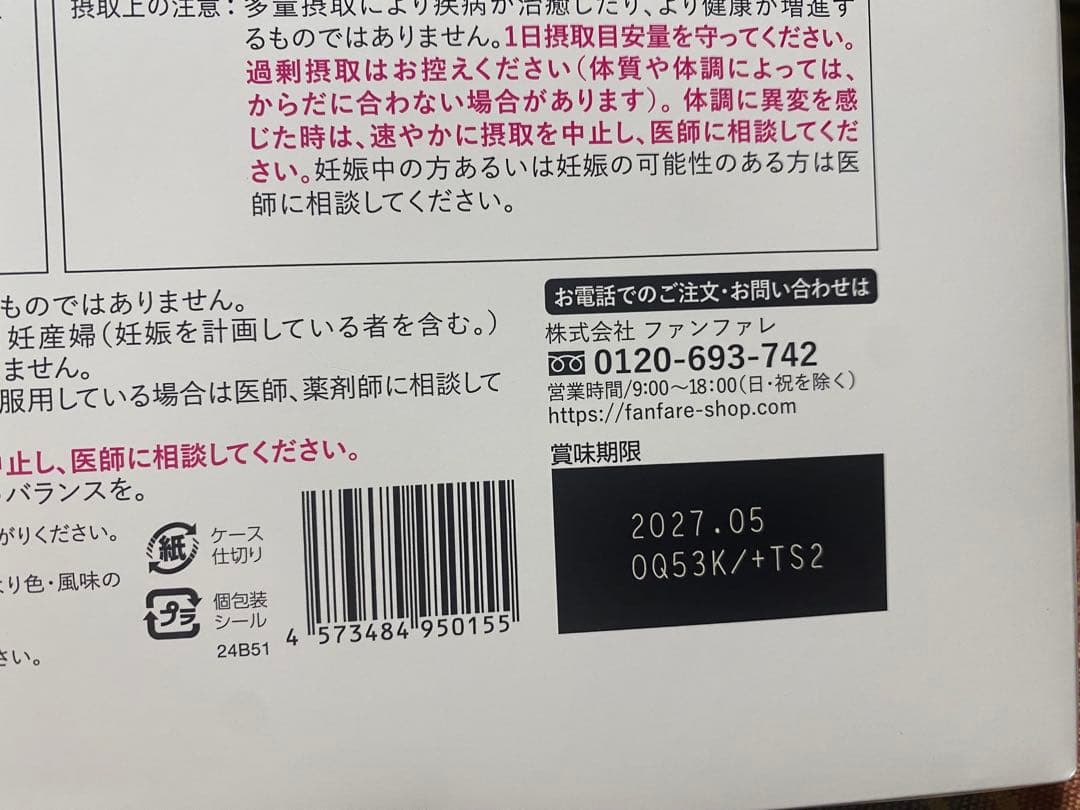 摂取上の注意：多量摂取により疾病が治癒したり、より健康が増進するものではありません。1日摂取目安量を守ってください。
過剰摂取はお控えください（体質や体調によっては、
からだに合わない場合があります）。体調に異変を感
じた時は、速やかに摂取を中止し、医師に相談してくだ
さい。妊娠中の方あるいは妊娠の可能性のある方は医
師に相談してください。
ものではありません。
妊産婦（妊娠を計画している者を含む。）
ません。
服用している場合は医師、薬剤師に相談して
中止し、医師に相談してください。
バランスを。
がりください。
より色・風味の
さい。
お電話でのご注文・お問い合わせは
株式会社 ファンファレ
0120-693-742
営業時間/9:00〜18:00（日・祝を除く）
https://fanfare-shop.com
賞味期限
2027.05
0Q53K/+TS2
紙
ケース
仕切り
プラ
個包装
シール
24B51
4 573484 950155